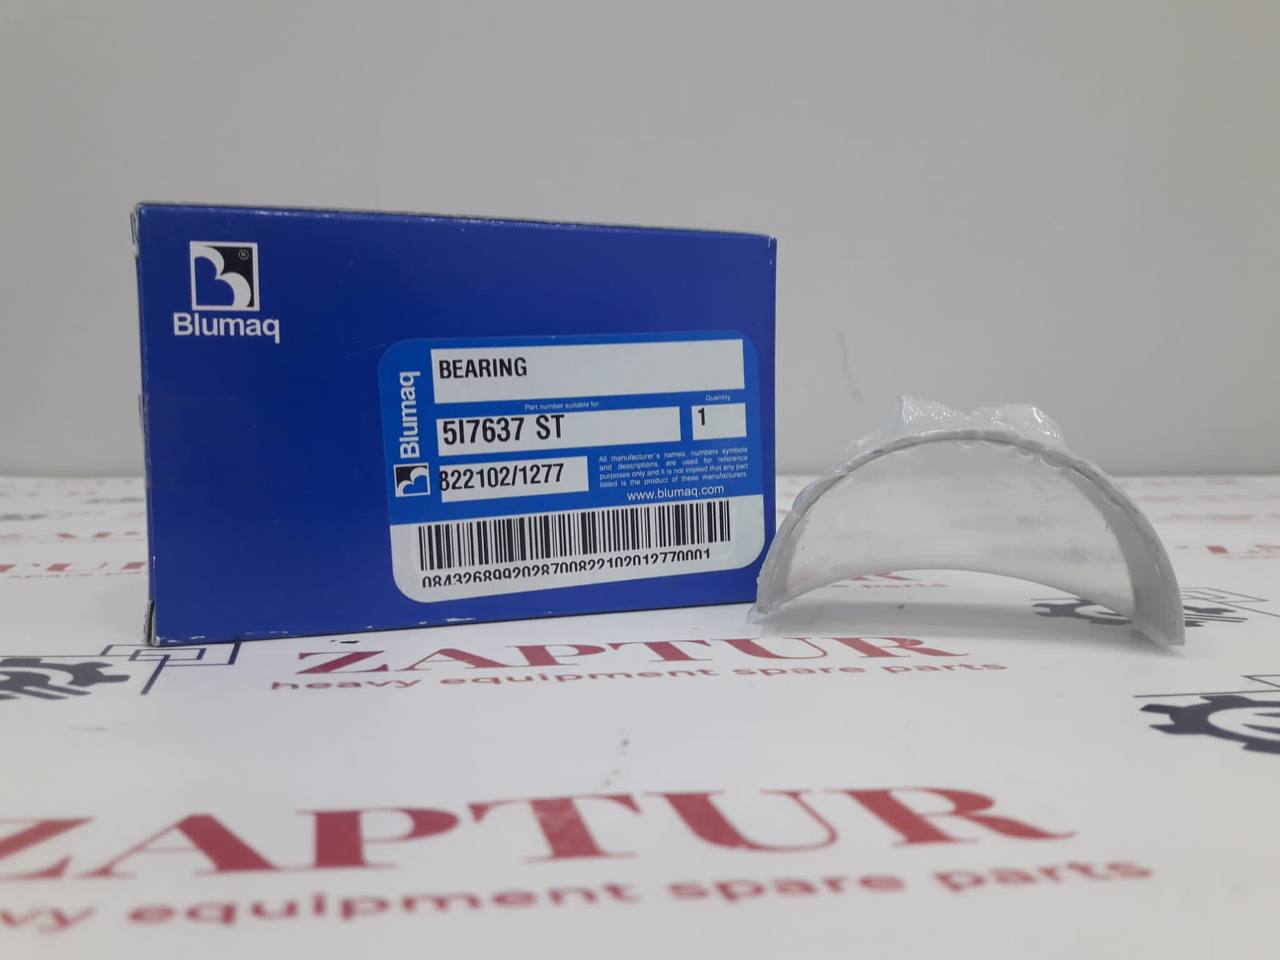 Blumaq
BEARING
Part number suitable for
Quantity
5I7637 ST
1
822102/1277
All manufacturer's names, numbers symbols
and descriptions, are used for reference
purposes only and it is not implied that any part
listed is the product of these manufacturers.
www.blumaq.com
Blumaq
0843268992028700822102012770001
ZAPTUR
heavy equipment spare parts
ZAPTUR
heavy equipment spare parts